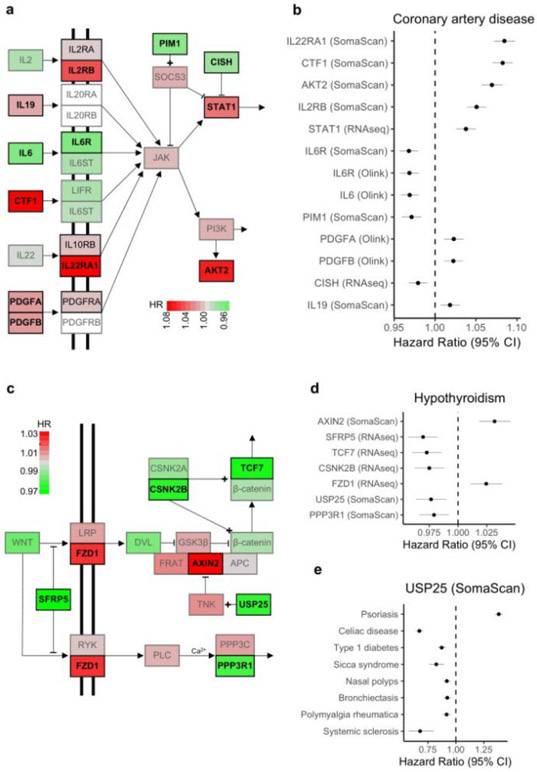 a
IL2
IL2RA
IL2RB
IL19
IL20RA
IL20RB
IL6
IL6R
IL6ST
CTF1
LIFR
IL6ST
IL22
IL10RB
IL22RA1
PDGFA
PDGFB
PDGFRA
PDGFRB
PIM1
CISH
SOCS3
STAT1
JAK
PI3K
AKT2
HR
1.08
1.04
1.00
0.96
b
Coronary artery disease
IL22RA1 (SomaScan)
CTF1 (SomaScan)
AKT2 (SomaScan)
IL2RB (SomaScan)
STAT1 (RNAseq)
IL6R (SomaScan)
IL6R (Olink)
IL6 (Olink)
PIM1 (SomaScan)
PDGFA (Olink)
PDGFB (Olink)
CISH (RNAseq)
IL19 (SomaScan)
0.95 1.00 1.05 1.10
Hazard Ratio (95% CI)
c
HR
1.03
1.01
0.99
0.97
CSNK2A
CSNK2B
TCF7
β-catenin
WNT
LRP
FZD1
DVL
GSK3β
β-catenin
FRAT
AXIN2
APC
SFRP5
TNK
USP25
RYK
FZD1
PLC
Ca²⁺
PPP3C
PPP3R1
d
Hypothyroidism
AXIN2 (SomaScan)
SFRP5 (RNAseq)
TCF7 (RNAseq)
CSNK2B (RNAseq)
FZD1 (RNAseq)
USP25 (SomaScan)
PPP3R1 (SomaScan)
0.975 1.000 1.025
Hazard Ratio (95% CI)
e
USP25 (SomaScan)
Psoriasis
Celiac disease
Type 1 diabetes
Sicca syndrome
Nasal polyps
Bronchiectasis
Polymyalgia rheumatica
Systemic sclerosis
0.75 1.00 1.25
Hazard Ratio (95% CI)